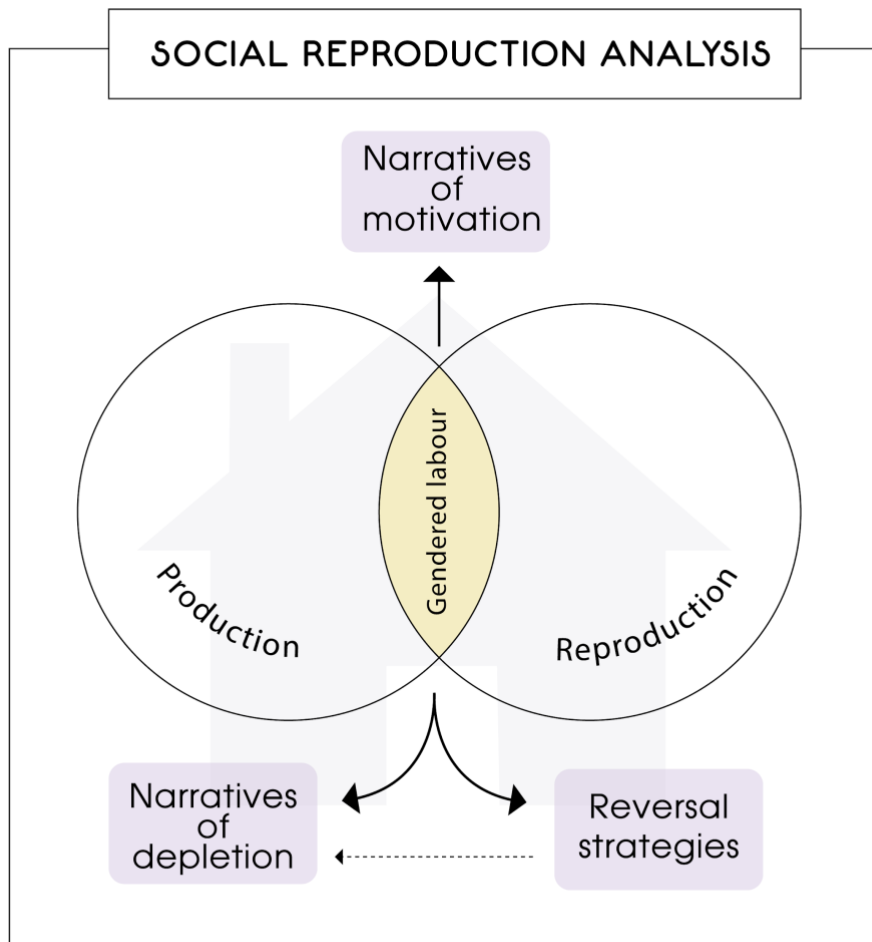 SOCIAL REPRODUCTION ANALYSIS
Narratives
of
motivation
Gendered labour
Production
Reproduction
Narratives
of
depletion
Reversal
strategies